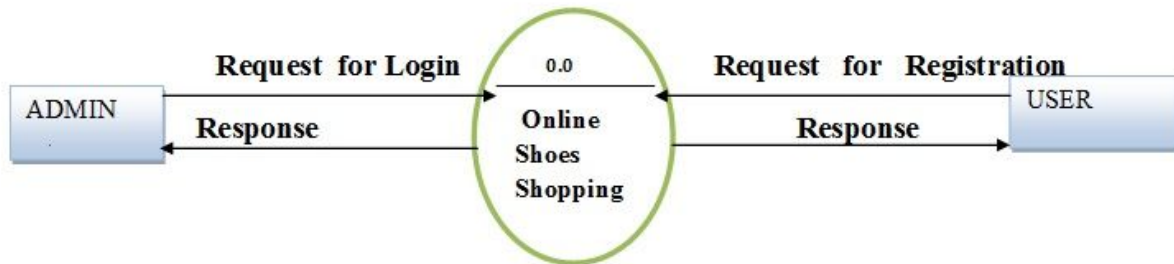 0.0
Request for Login
Request for Registration
ADMIN
USER
Response
Online
Shoes
Shopping
Response